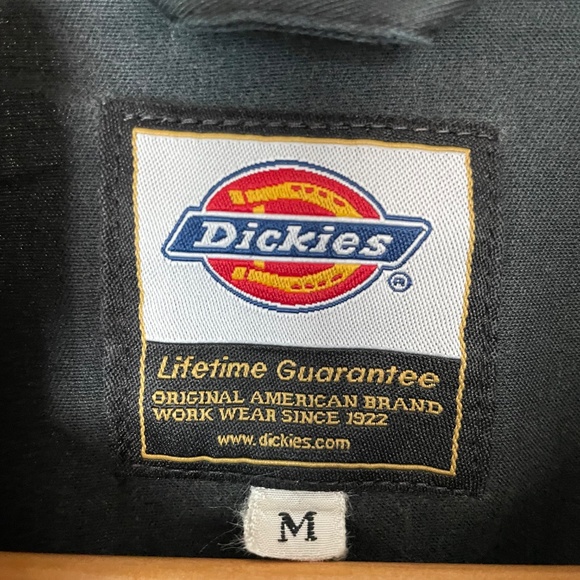 Dickies
®
Lifetime Guarantee
ORIGINAL AMERICAN BRAND
WORK WEAR SINCE 1922
www.dickies.com
M